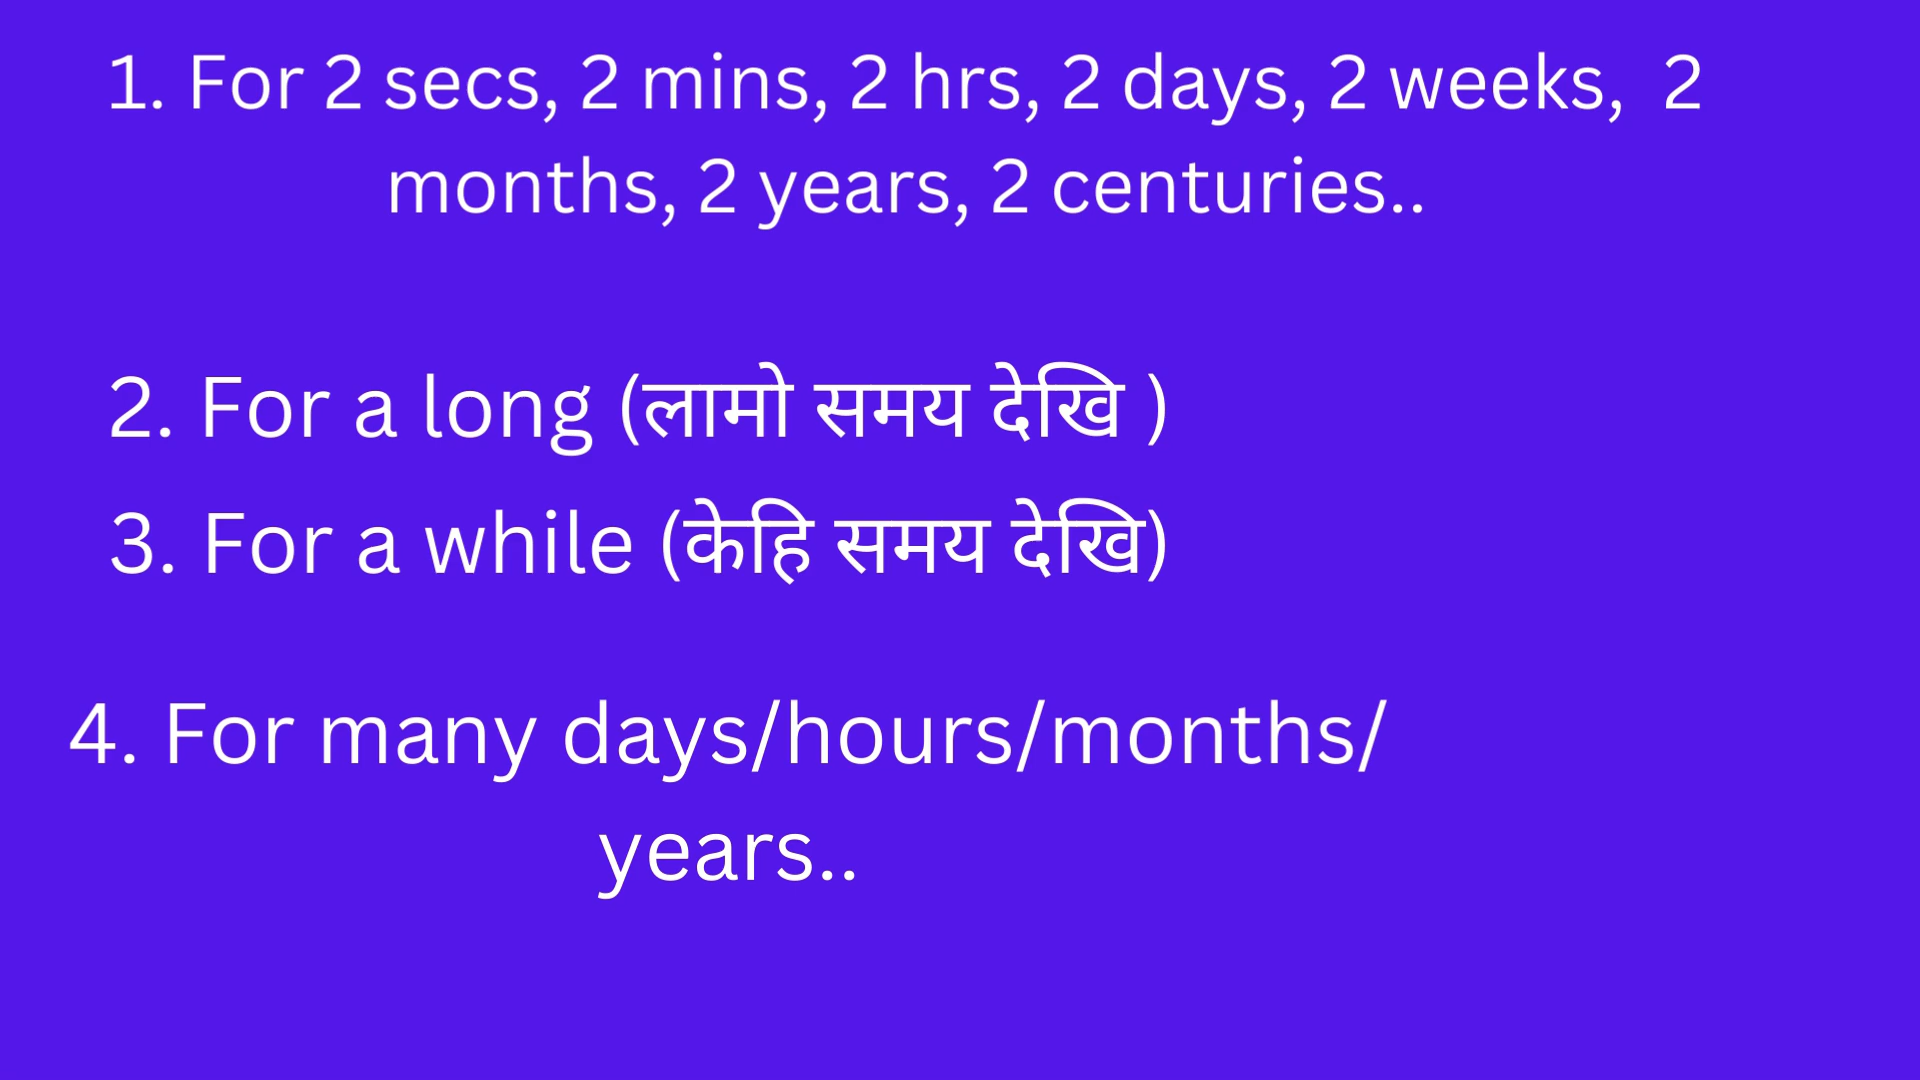 1. For 2 secs, 2 mins, 2 hrs, 2 days, 2 weeks,  2
months, 2 years, 2 centuries..
2. For a long (लामो समय देखि )
3. For a while (केहि समय देखि)
4. For many days/hours/months/
years..